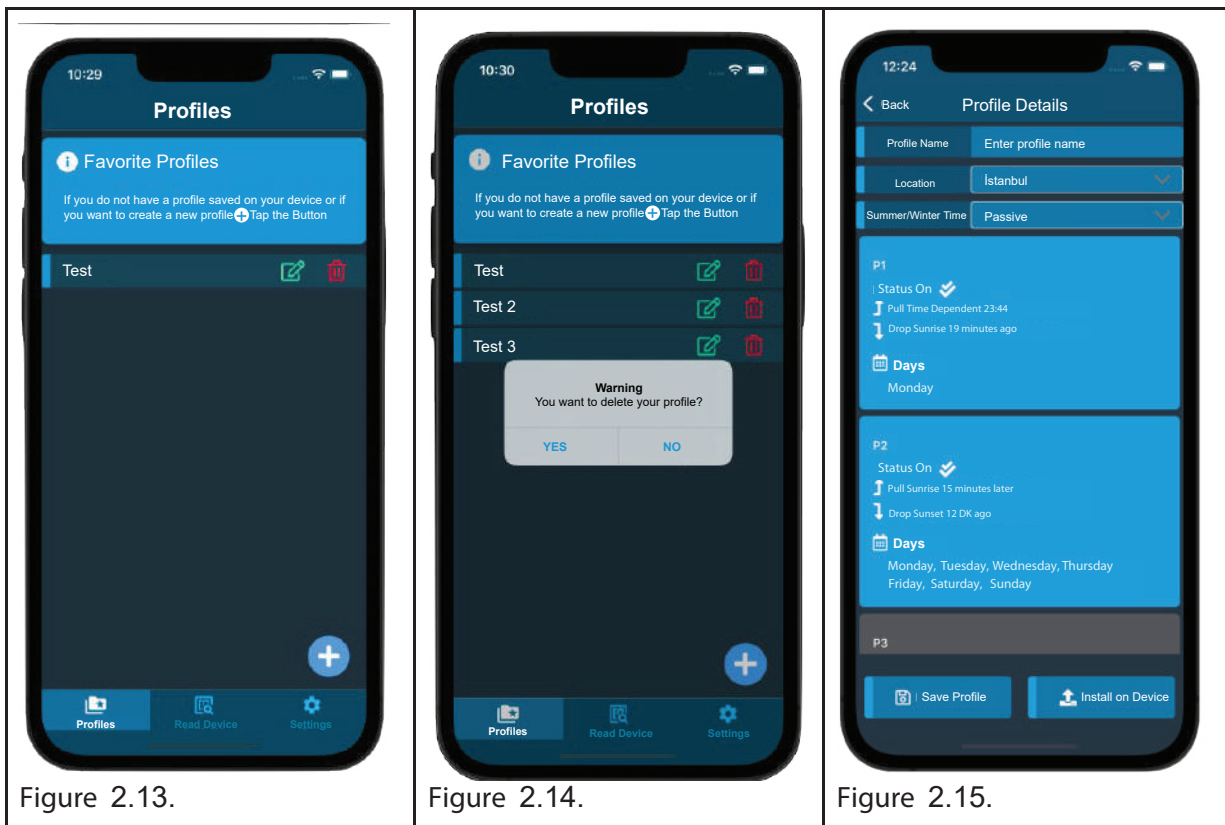 10:29
Profiles
Favorite Profiles
If you do not have a profile saved on your device or if
you want to create a new profile Tap the Button
Test
Profiles
Read Device
Settings
Figure 2.13.
10:30
Profiles
Favorite Profiles
If you do not have a profile saved on your device or if
you want to create a new profile Tap the Button
Test
Test 2
Test 3
Warning
You want to delete your profile?
YES NO
Profiles
Read Device
Settings
Figure 2.14.
12:24
Back Profile Details
Profile Name Enter profile name
Location İstanbul
Summer/Winter Time Passive
P1
Status On
Pull Time Dependent 23:44
Drop Sunrise 19 minutes ago
Days
Monday
P2
Status On
Pull Sunrise 15 minutes later
Drop Sunset 12 DK ago
Days
Monday, Tuesday, Wednesday, Thursday
Friday, Saturday, Sunday
P3
Save Profile Install on Device
Figure 2.15.